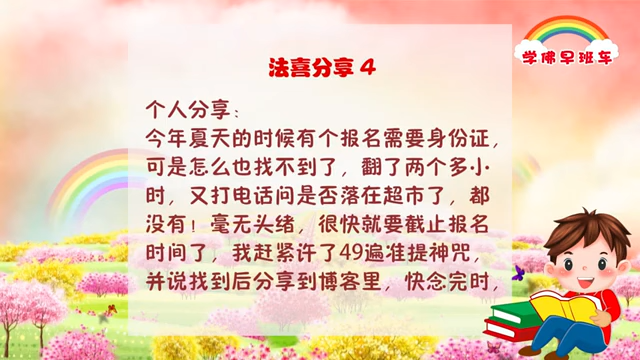 学佛早班车
法喜分享 4
个人分享：
今年夏天的时候有个报名需要身份证，
可是怎么也找不到了，翻了两个多小
时，又打电话问是否落在超市了，都
没有！毫无头绪，很快就要截止报名
时间了，我赶紧许了49遍准提神咒，
并说找到后分享到博客里，快念完时，